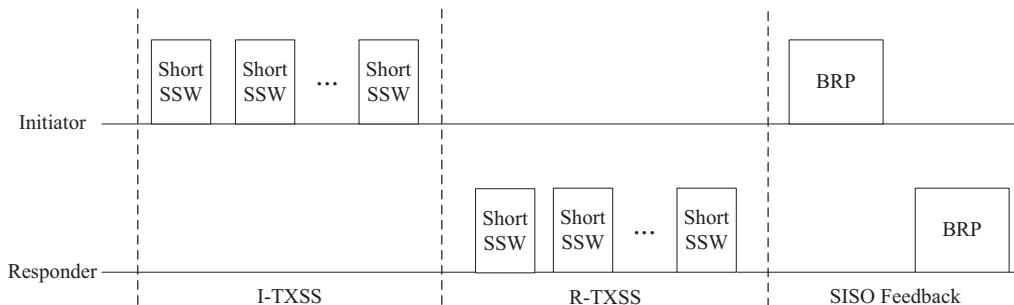 Short
SSW
Short
SSW
...
Short
SSW
BRP
Initiator
Short
SSW
Short
SSW
...
Short
SSW
BRP
Responder
I-TXSS
R-TXSS
SISO Feedback